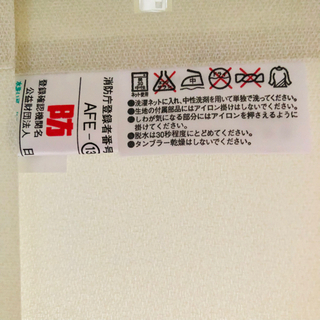 ●洗濯ネットに入れ、中性洗剤を用いて単独で洗ってください。
●生地の付属部品にはアイロン掛けはしないでください。
●しわが気になる部分にはアイロンを押さえるように
掛けてください。
●脱水は30秒程度にとどめてください。
●タンブラー乾燥はしないでください。
消防庁登録者番号
AFE-⑬
防
登録確認機関名
公益財団法人 日